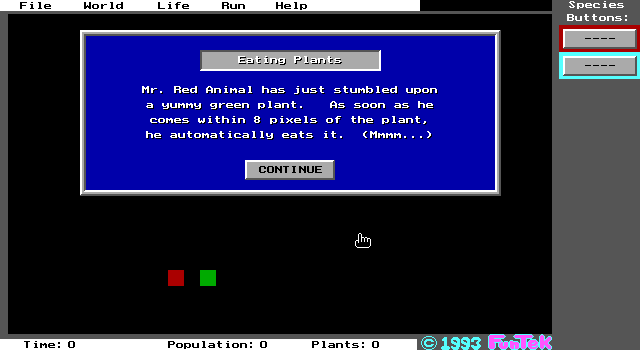 File World Life Run Help
Species
Buttons:
----
----
Eating Plants
Mr. Red Animal has just stumbled upon
a yummy green plant.   As soon as he
comes within 8 pixels of the plant,
he automatically eats it.  (Mmmm...)
CONTINUE
Time: 0 Population: 0 Plants: 0 © 1993 FunTeK